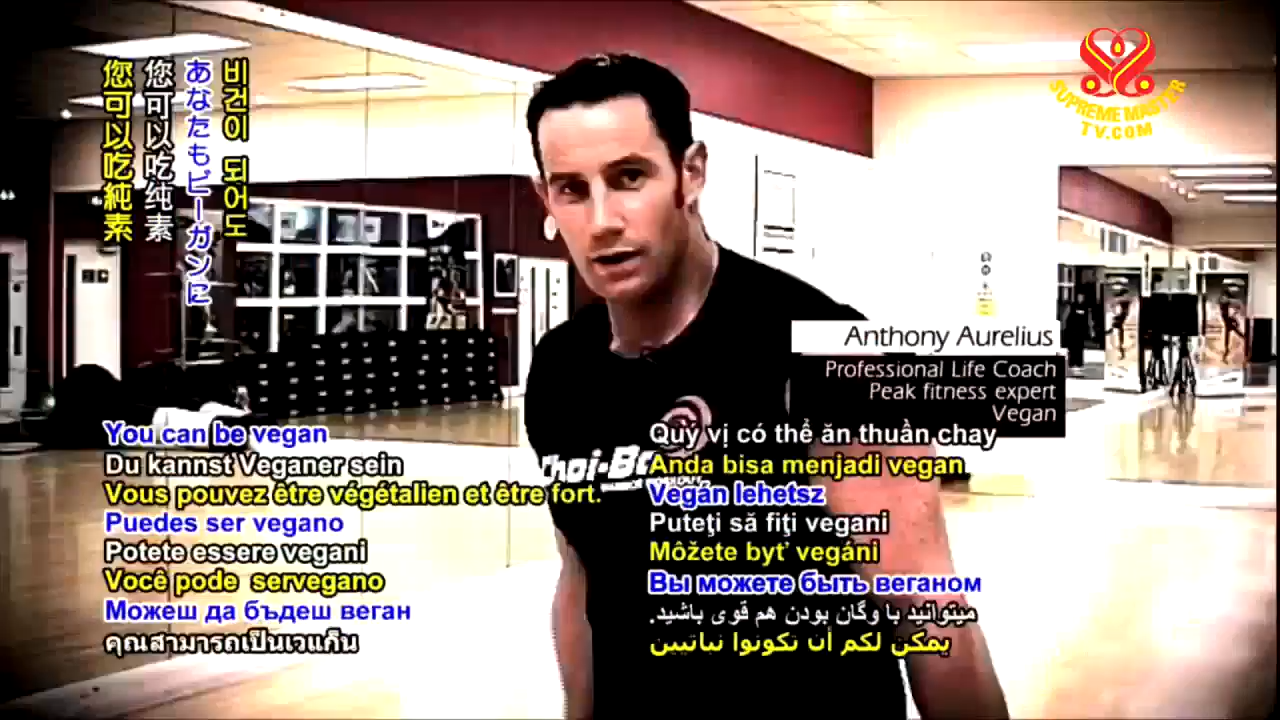 您可以吃純素
您可以吃纯素
あなたもビーガンに
비건이 되어도
SUPREME MASTER
TV.COM
Anthony Aurelius
Professional Life Coach
Peak fitness expert
Vegan
You can be vegan
Du kannst Veganer sein
Vous pouvez être végétalien et être fort.
Puedes ser vegano
Potete essere vegani
Você pode servegano
Можеш да бъдеш веган
คุณสามารถเป็นเวแก็น
Quý vị có thể ăn thuần chay
Anda bisa menjadi vegan
Vegán lehetsz
Puteţi să fiţi vegani
Môžete byť vegáni
Вы можете быть веганом
میتوانید با وگان بودن هم قوی باشید.
يمكن لكم أن تكونوا نباتيين